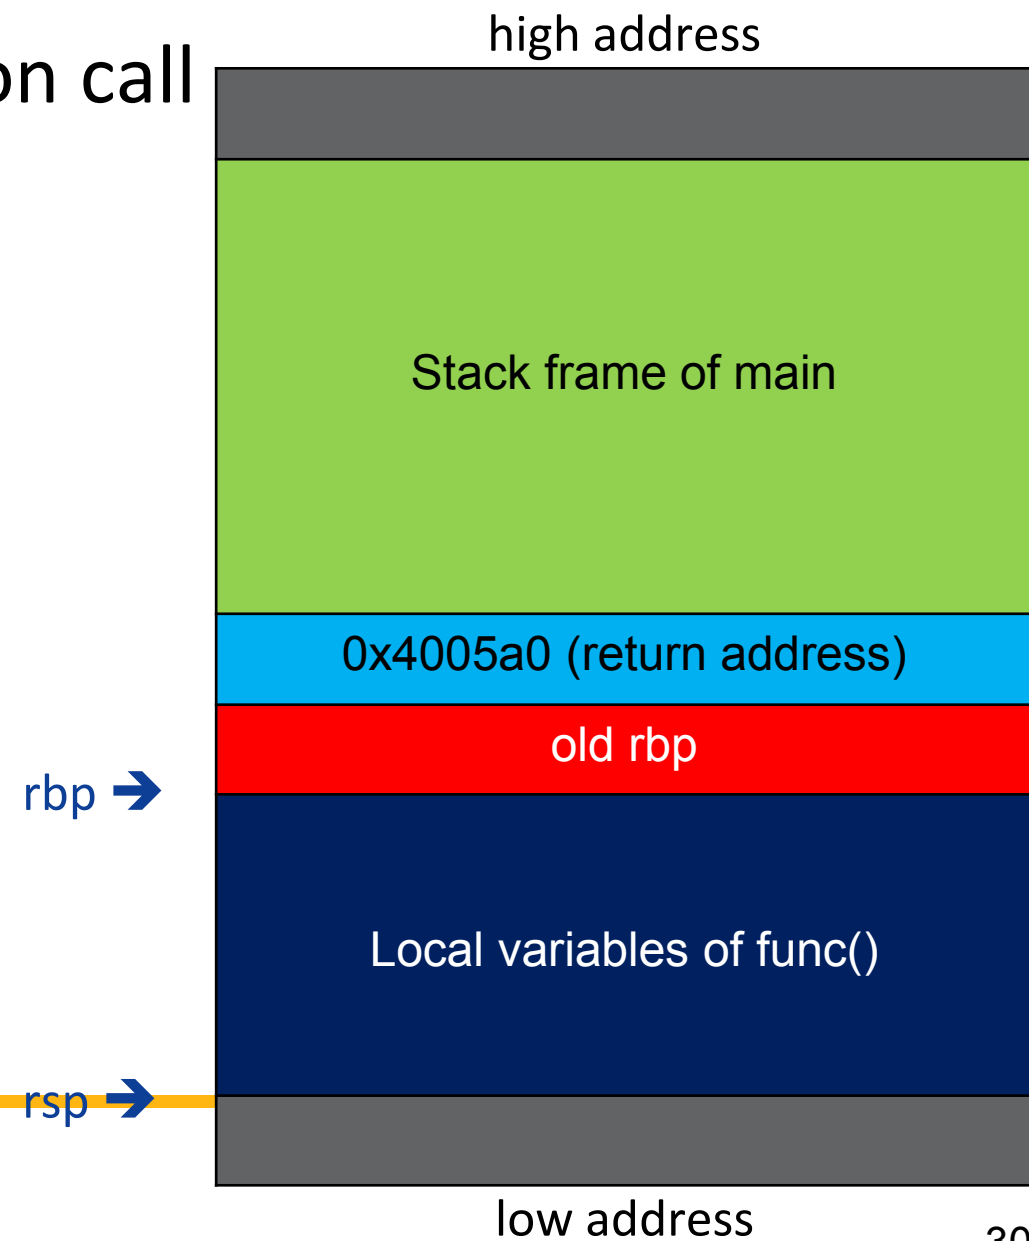 on call
high address
Stack frame of main
0x4005a0 (return address)
old rbp
rbp ➔
Local variables of func()
rsp ➔
low address
30